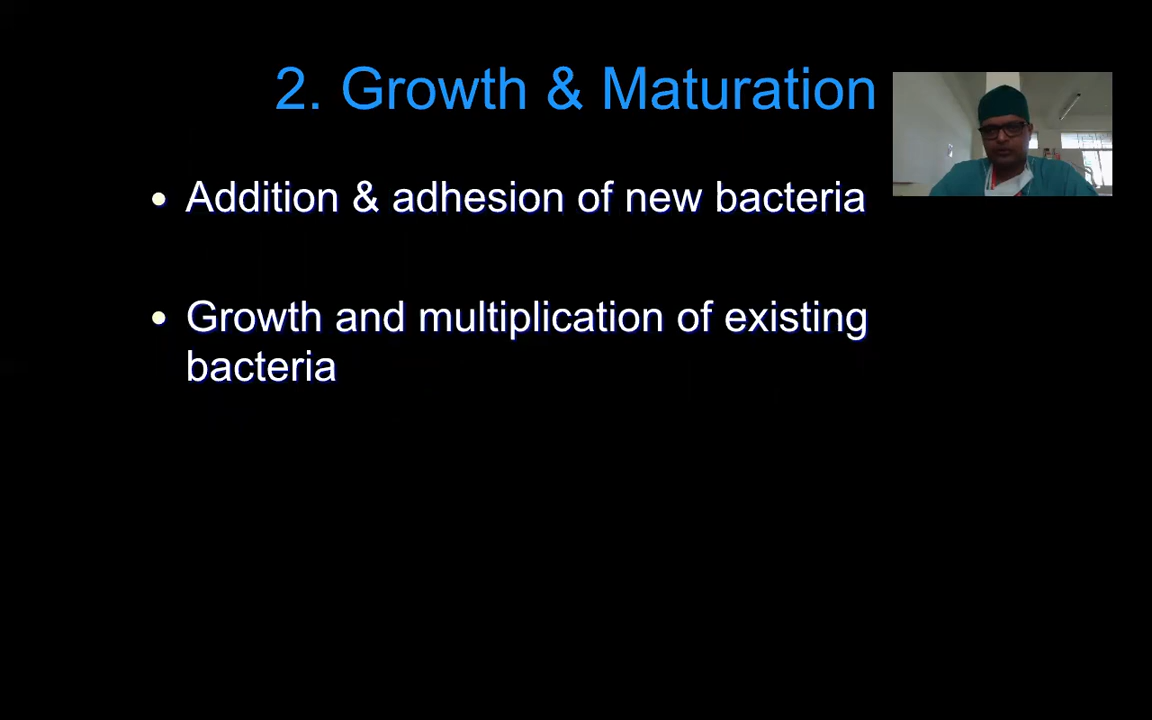 2. Growth & Maturation
• Addition & adhesion of new bacteria
• Growth and multiplication of existing
bacteria